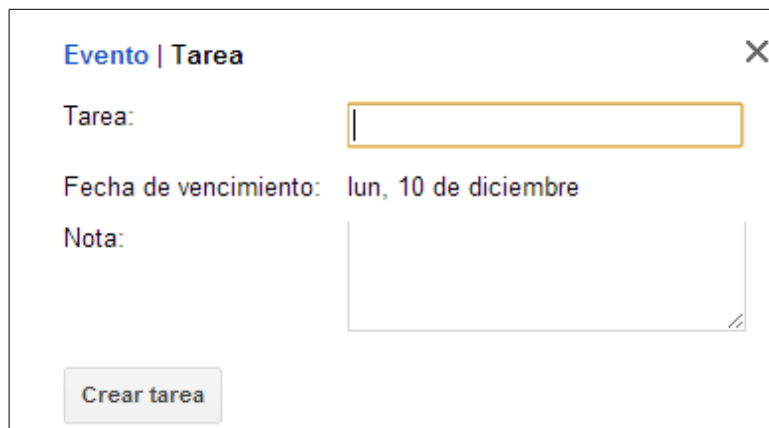 Evento | Tarea
Tarea:
Fecha de vencimiento: lun, 10 de diciembre
Nota:
Crear tarea